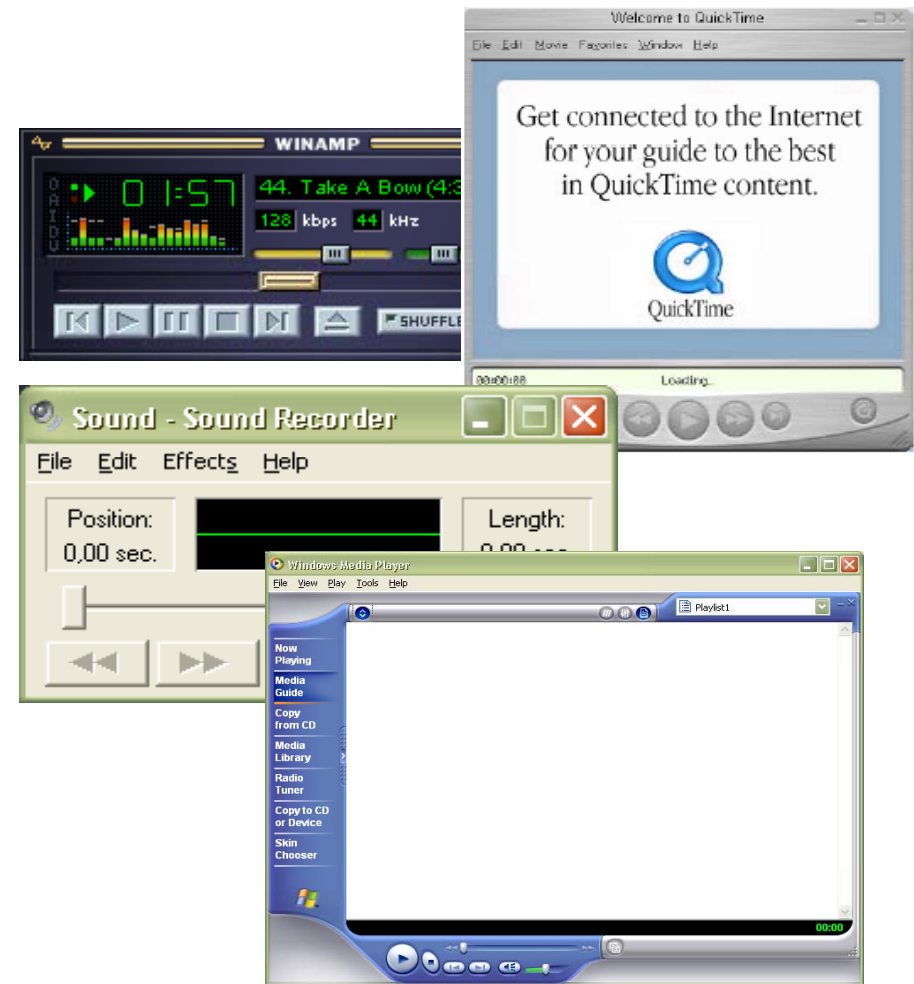 Welcome to QuickTime
File Edit Movie Favorites Window Help
Get connected to the Internet
for your guide to the best
in QuickTime content.
QuickTime
00:00:00 Loading...
WINAMP
OAIDU
01:57
44. Take A Bow (4:3
128 kbps 44 kHz
SHUFFLE
Sound - Sound Recorder
File Edit Effects Help
Position:
0,00 sec.
Length:
0,00 sec.
Windows Media Player
File View Play Tools Help
Playlist1
Now
Playing
Media
Guide
Copy
from CD
Media
Library
Radio
Tuner
Copy to CD
or Device
Skin
Chooser
00:00